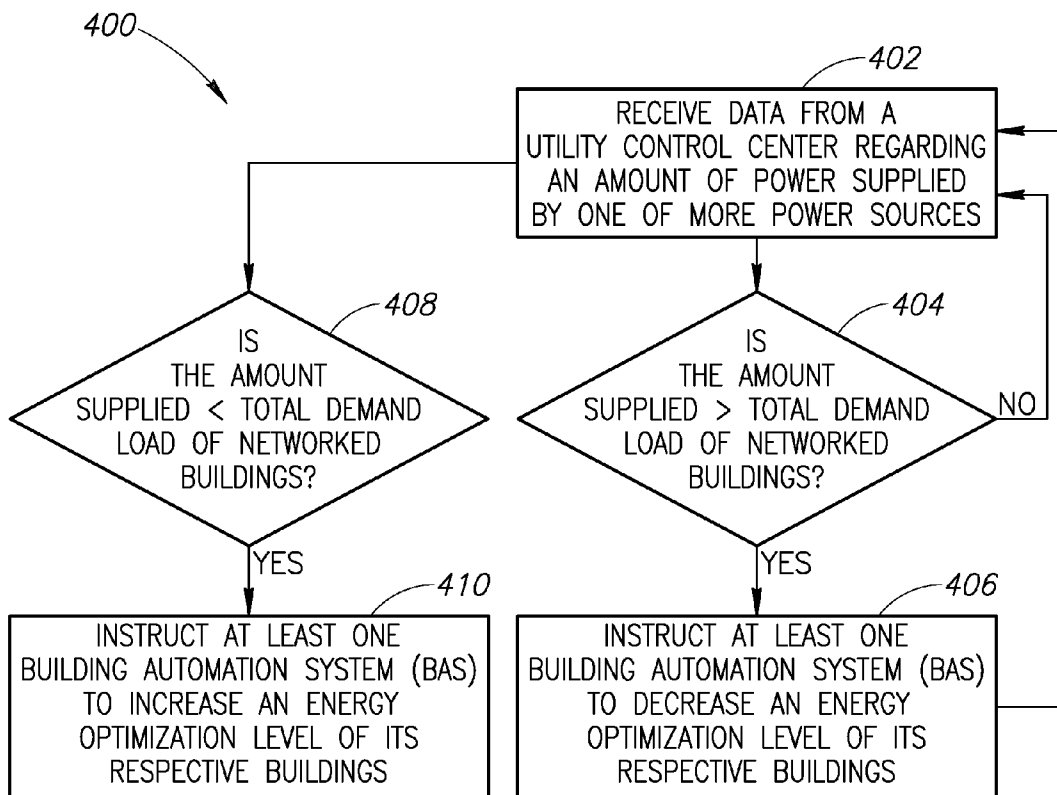 400
402
RECEIVE DATA FROM A
UTILITY CONTROL CENTER REGARDING
AN AMOUNT OF POWER SUPPLIED
BY ONE OF MORE POWER SOURCES
408
IS
THE AMOUNT
SUPPLIED < TOTAL DEMAND
LOAD OF NETWORKED
BUILDINGS?
YES
404
IS
THE AMOUNT
SUPPLIED > TOTAL DEMAND
LOAD OF NETWORKED
BUILDINGS?
NO
YES
410
INSTRUCT AT LEAST ONE
BUILDING AUTOMATION SYSTEM (BAS)
TO INCREASE AN ENERGY
OPTIMIZATION LEVEL OF ITS
RESPECTIVE BUILDINGS
406
INSTRUCT AT LEAST ONE
BUILDING AUTOMATION SYSTEM (BAS)
TO DECREASE AN ENERGY
OPTIMIZATION LEVEL OF ITS
RESPECTIVE BUILDINGS